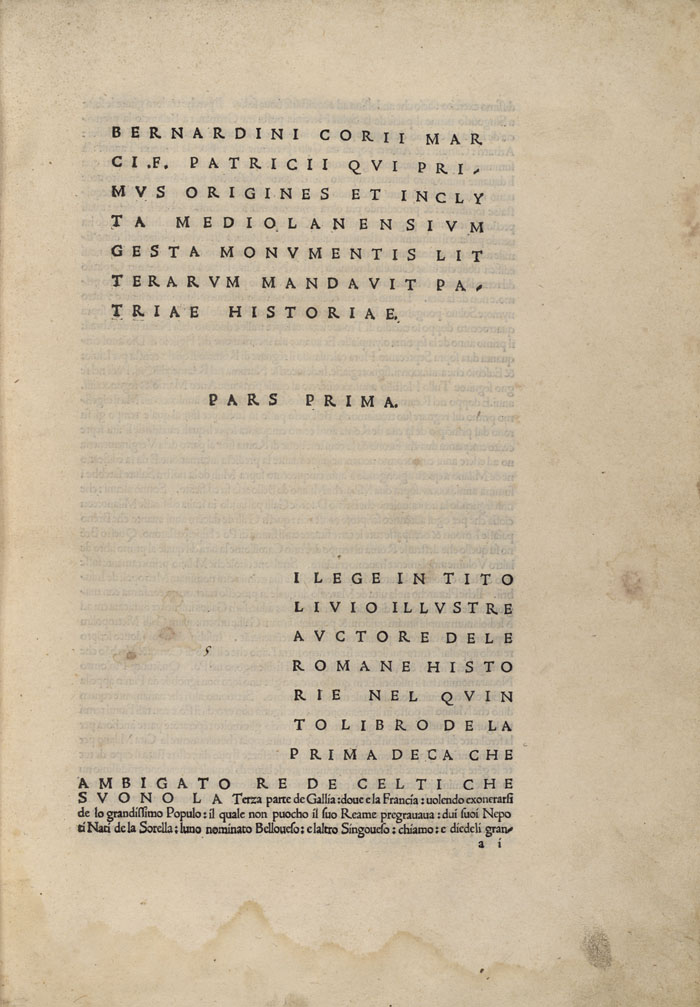 BERNARDINI CORII MAR
CI .F. PATRICII QVI PRI-
MVS ORIGINES ET INCLY
TA MEDIOLANENSIVM
GESTA MONVMENTIS LIT
TERARVM MANDAVIT PA-
TRIAE HISTORIAE.
PARS PRIMA.
I LEGE IN TITO
LIVIO ILLVSTRE
AVCTORE DELE
ROMANE HISTO
RIE NEL QVIN
TO LIBRO DE LA
PRIMA DECA CHE
s
AMBIGATO RE DE CELTI CHE
SVONO LA Terza parte de Gallia: doue e la Francia: uolendo exonerarsi
de lo grandissimo Populo: il quale non puocho il suo Reame pregrauaua: dui suoi Nepo
ti Nati de la Sorella: luno nominato Belloueso: e laltro Singoueso: chiamo: e diedeli gran-
a i